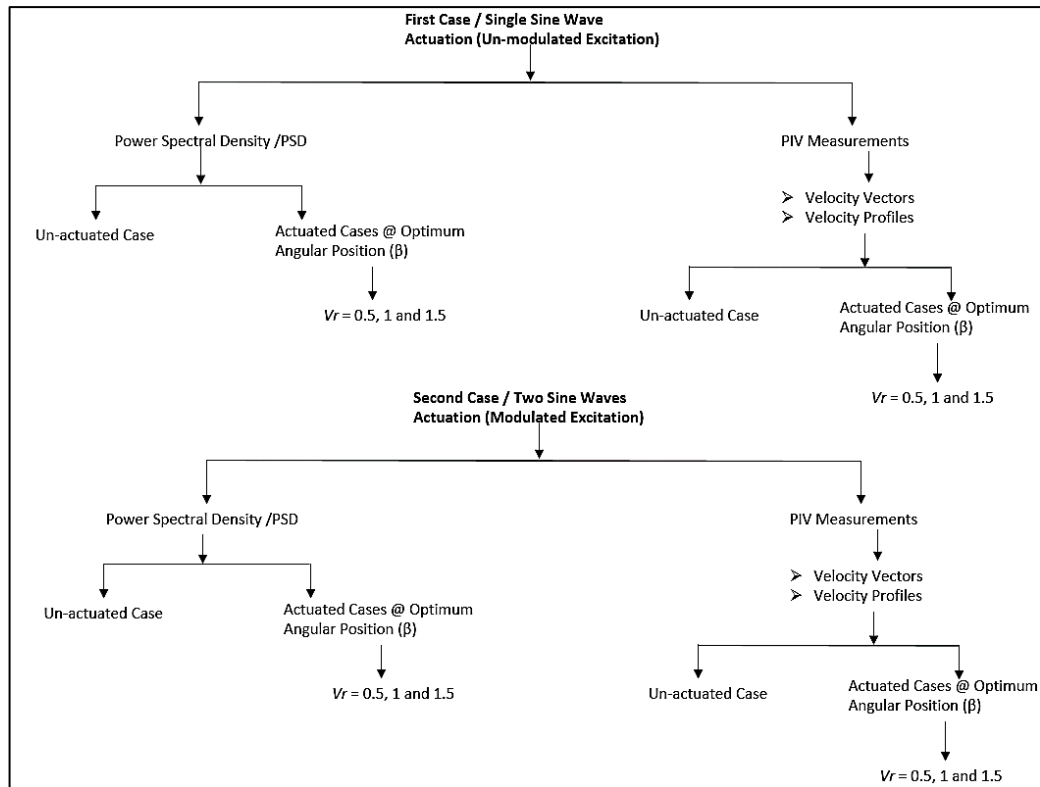 First Case / Single Sine Wave
Actuation (Un-modulated Excitation)
Power Spectral Density /PSD
PIV Measurements
➢ Velocity Vectors
➢ Velocity Profiles
Un-actuated Case
Actuated Cases @ Optimum
Angular Position (β)
Vr = 0.5, 1 and 1.5
Un-actuated Case
Actuated Cases @ Optimum
Angular Position (β)
Vr = 0.5, 1 and 1.5
Second Case / Two Sine Waves
Actuation (Modulated Excitation)
Power Spectral Density /PSD
PIV Measurements
➢ Velocity Vectors
➢ Velocity Profiles
Un-actuated Case
Actuated Cases @ Optimum
Angular Position (β)
Vr = 0.5, 1 and 1.5
Un-actuated Case
Actuated Cases @ Optimum
Angular Position (β)
Vr = 0.5, 1 and 1.5